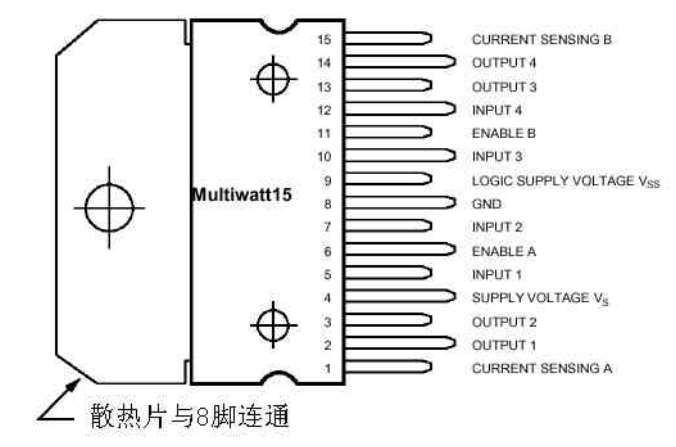 15 CURRENT SENSING B
14 OUTPUT 4
13 OUTPUT 3
12 INPUT 4
11 ENABLE B
10 INPUT 3
9 LOGIC SUPPLY VOLTAGE VSS
Multiwatt15
8 GND
7 INPUT 2
6 ENABLE A
5 INPUT 1
4 SUPPLY VOLTAGE VS
3 OUTPUT 2
2 OUTPUT 1
1 CURRENT SENSING A
散热片与8脚连通